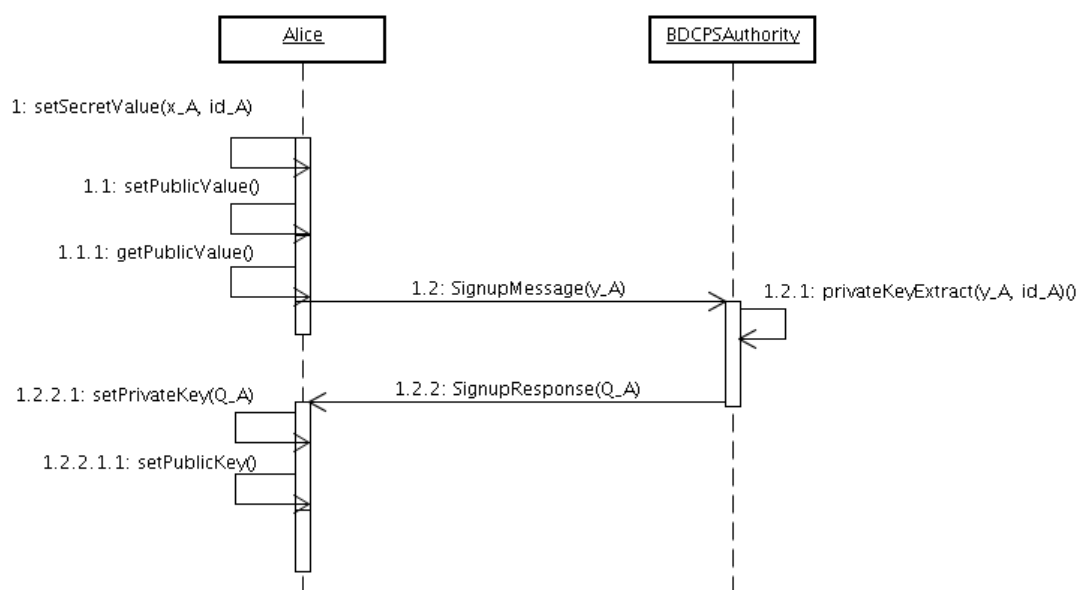 Alice
BDCPSAuthority
1: setSecretValue(x_A, id_A)
1.1: setPublicValue()
1.1.1: getPublicValue()
1.2: SignupMessage(y_A)
1.2.1: privateKeyExtract(y_A, id_A)()
1.2.2: SignupResponse(Q_A)
1.2.2.1: setPrivateKey(Q_A)
1.2.2.1.1: setPublicKey()